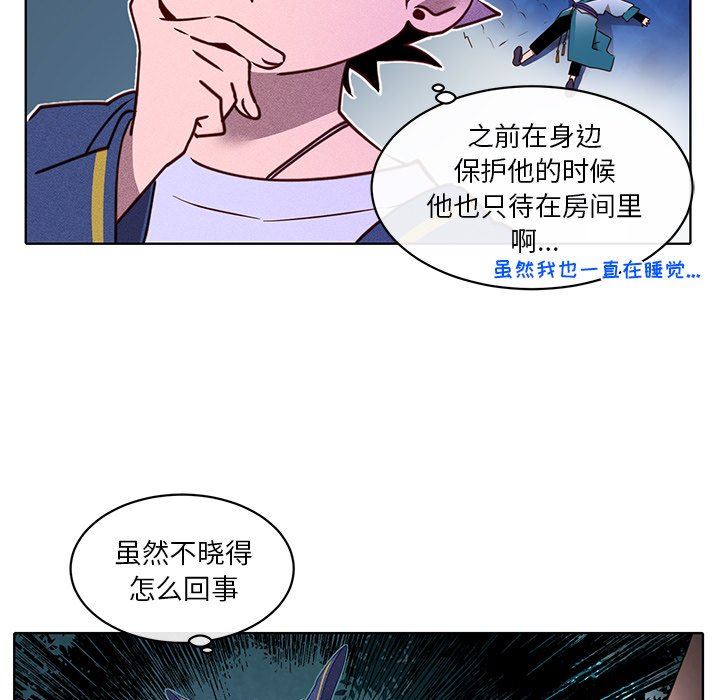 之前在身边
保护他的时候
他也只待在房间里
啊...
虽然我也一直在睡觉...
虽然不晓得
怎么回事